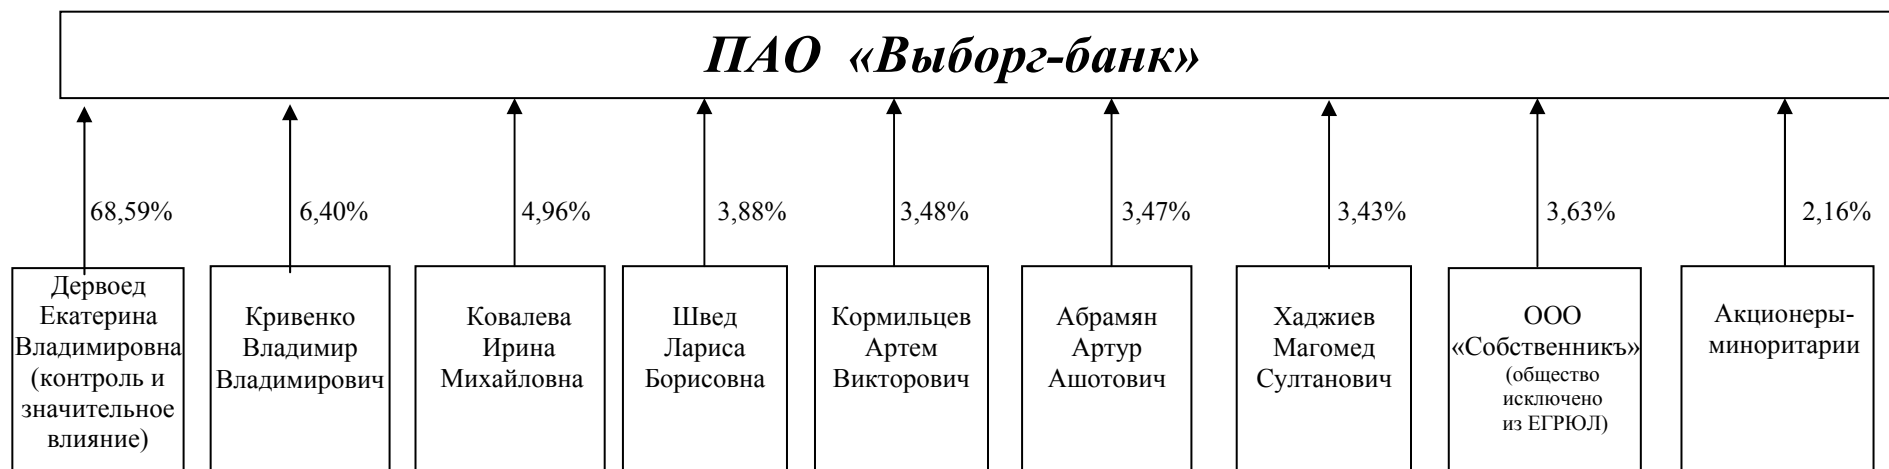 ПАО «Выборг-банк»
68,59%
6,40%
4,96%
3,88%
3,48%
3,47%
3,43%
3,63%
2,16%
Дервоед
Екатерина
Владимировна
(контроль и
значительное
влияние)
Кривенко
Владимир
Владимирович
Ковалева
Ирина
Михайловна
Швед
Лариса
Борисовна
Кормильцев
Артем
Викторович
Абрамян
Артур
Ашотович
Хаджиев
Магомед
Султанович
ООО
«Собственникъ»
(общество
исключено
из ЕГРЮЛ)
Акционеры-
миноритарии